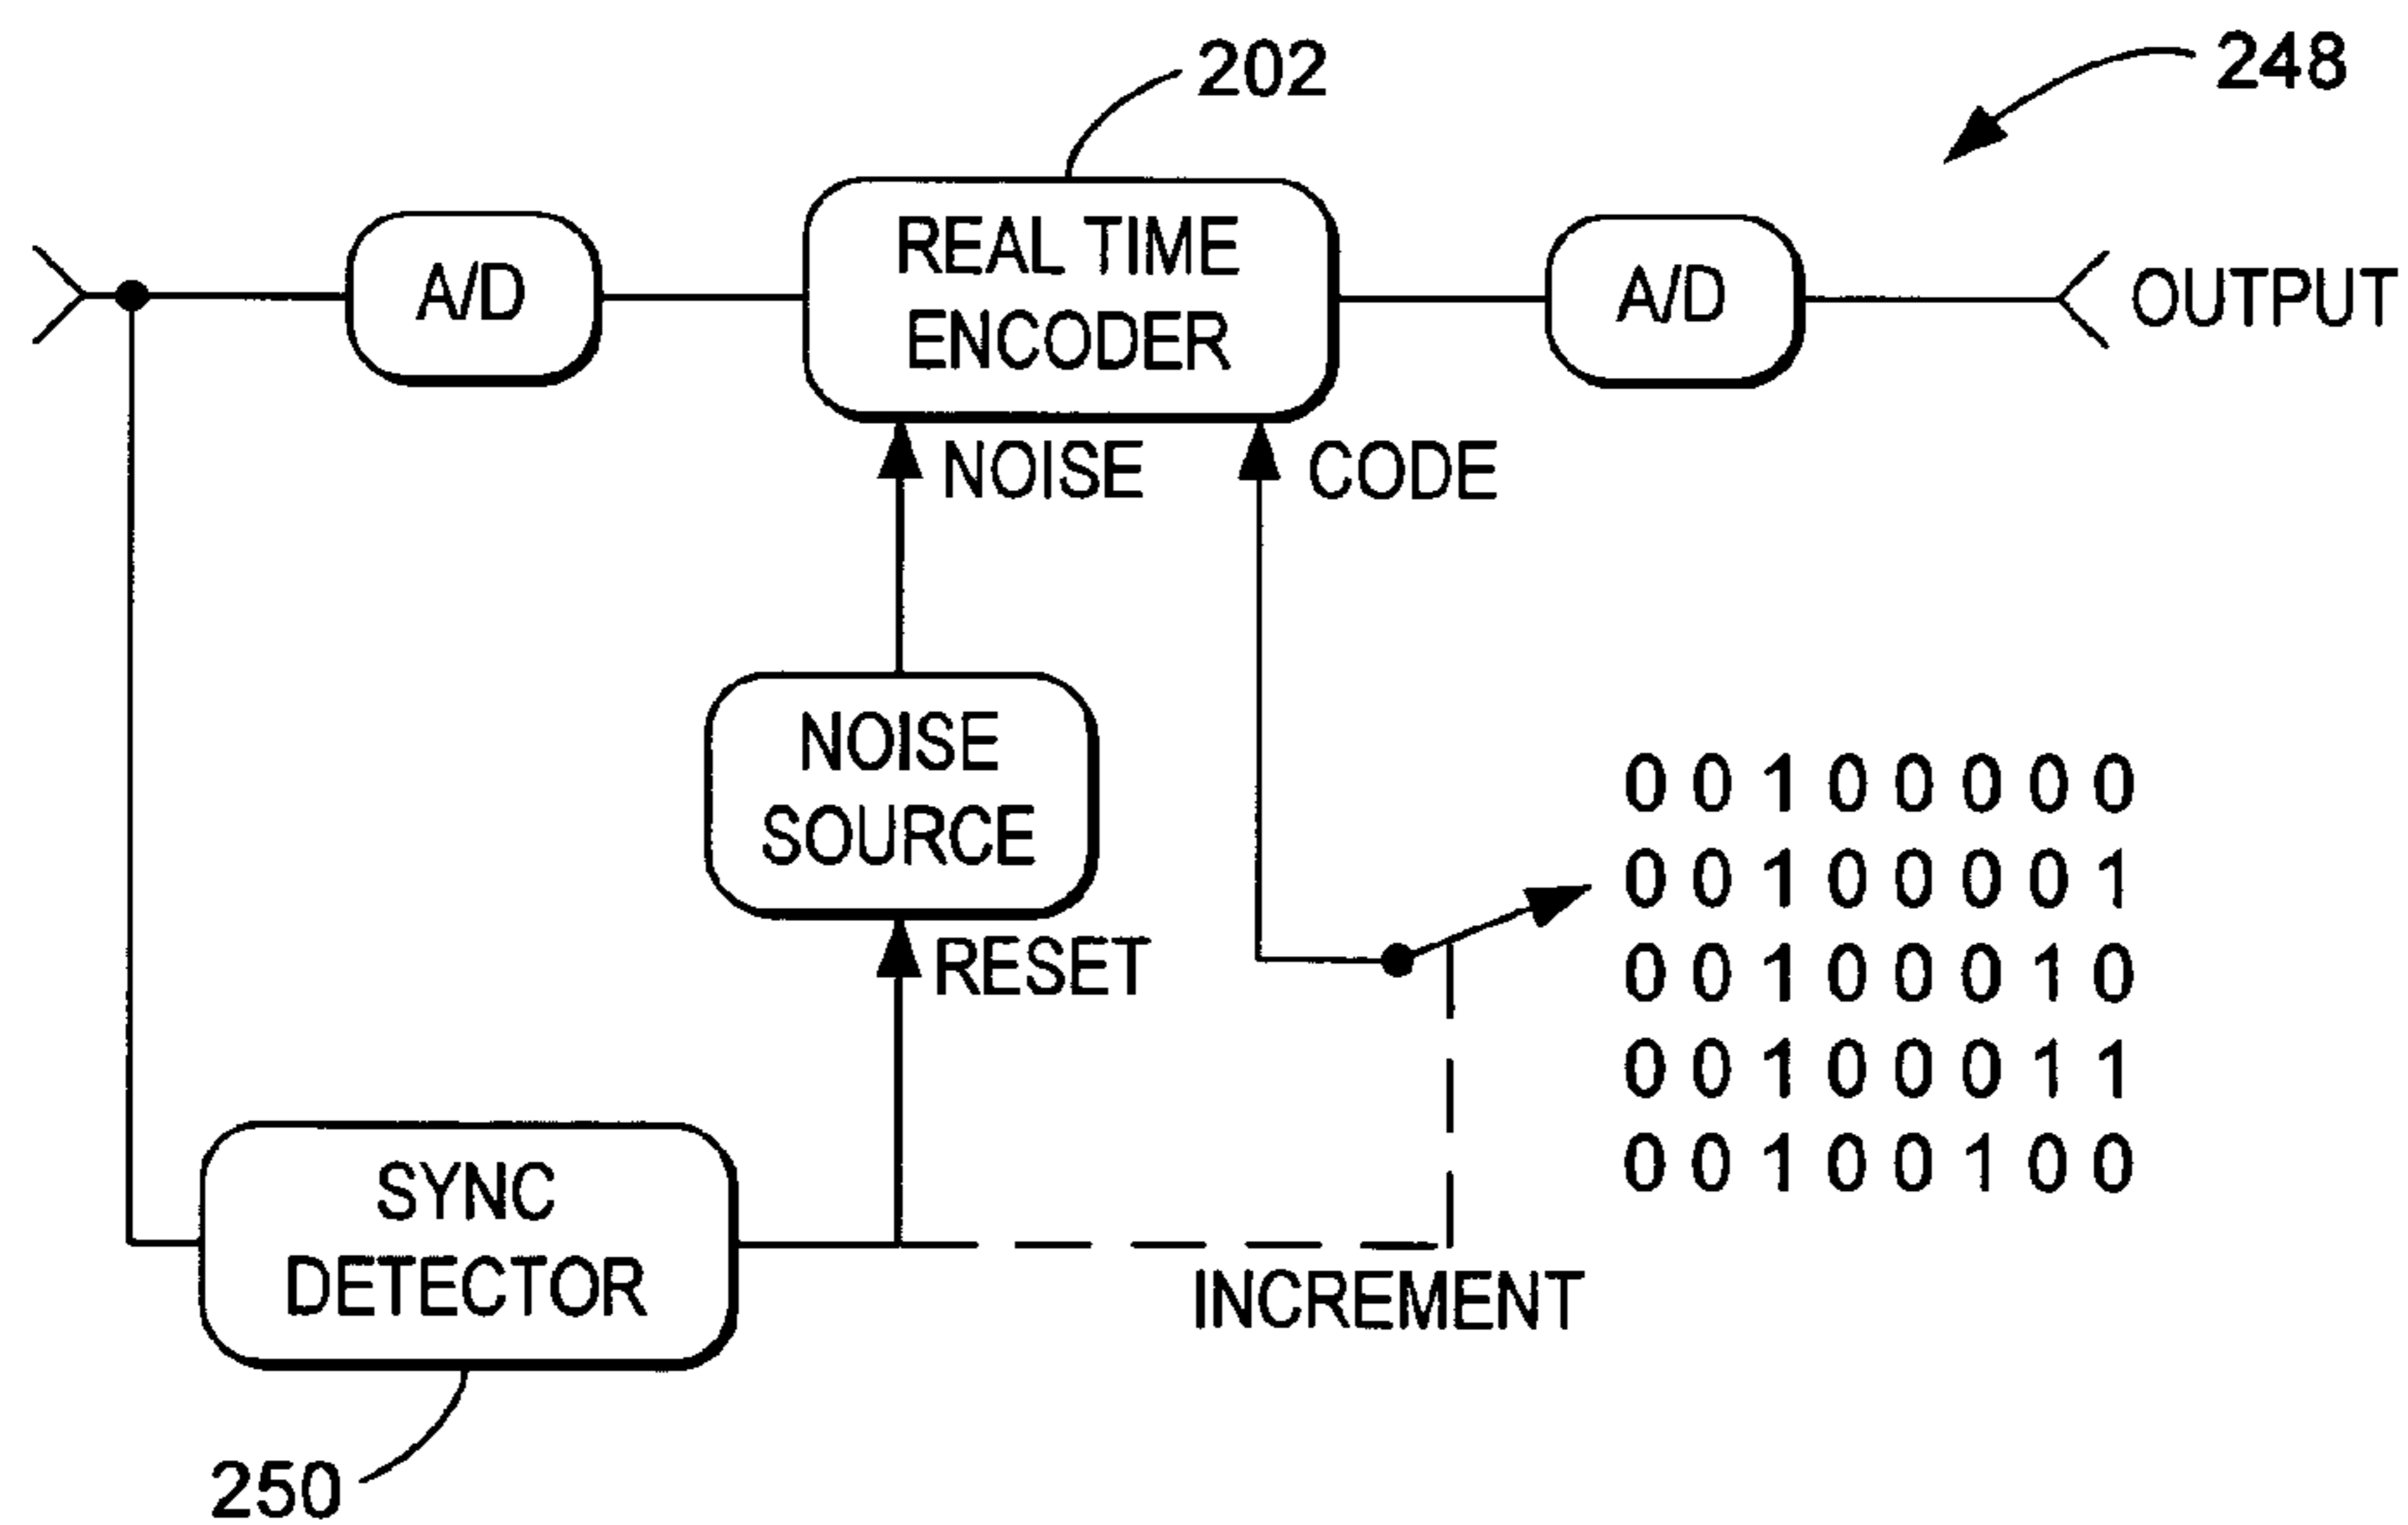 202
248
A/D
REAL TIME
ENCODER
A/D
OUTPUT
NOISE
CODE
NOISE
SOURCE
RESET
0 0 1 0 0 0 0 0
0 0 1 0 0 0 0 1
0 0 1 0 0 0 1 0
0 0 1 0 0 0 1 1
0 0 1 0 0 1 0 0
SYNC
DETECTOR
INCREMENT
250